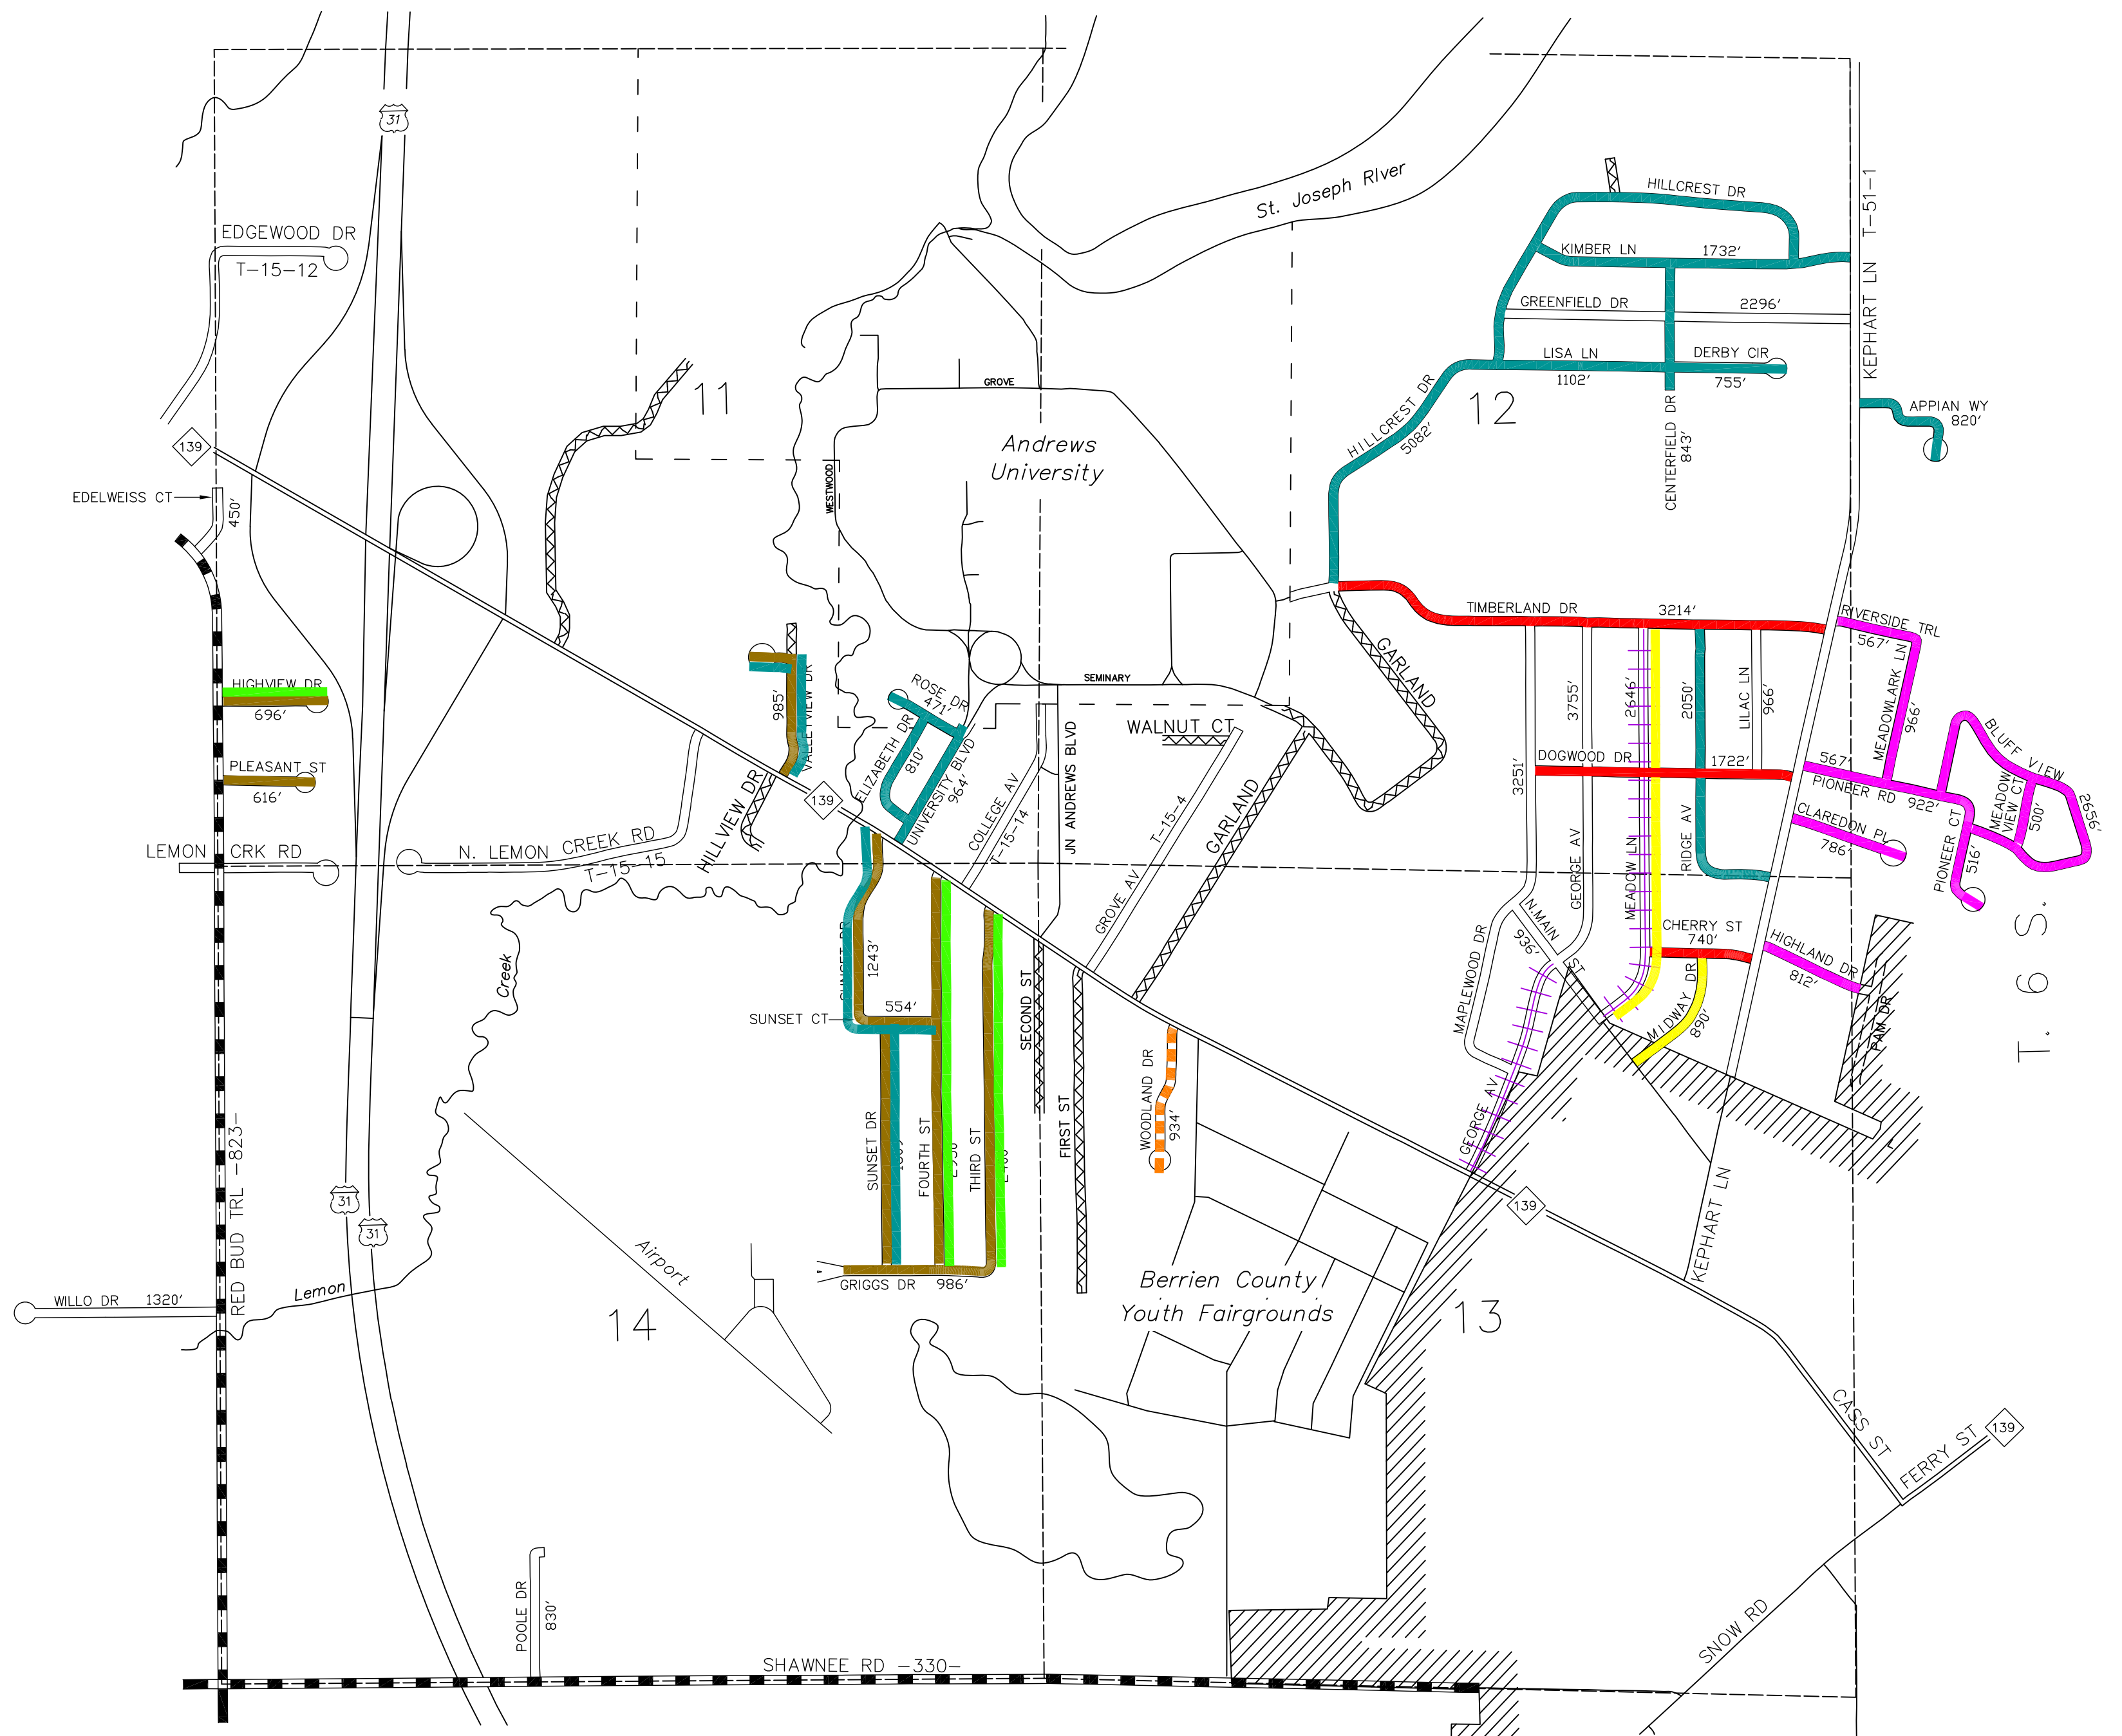 31
St. Joseph River
HILLCREST DR
T-51-1
KEPHART LN
EDGEWOOD DR
T-15-12
KIMBER LN
1732'
GREENFIELD DR
2296'
LISA LN
1102'
DERBY CIR
755'
HILLCREST DR
5082'
CENTERFIELD DR
843'
APPIAN WY
820'
11
12
GROVE
Andrews
University
WESTWOOD
139
EDELWEISS CT
450'
SEMINARY
TIMBERLAND DR
3214'
RIVERSIDE TRL
567'
MEADOWLARK LN
966'
GARLAND
HIGHVIEW DR
696'
985'
VALLEYVIEW DR
ROSE DR
471'
ELIZABETH DR
810'
UNIVERSITY BLVD
964'
WALNUT CT
JN ANDREWS BLVD
COLLEGE AV
T-15-14
3755'
2646'
2050'
LILAC LN
966'
BLUFF VIEW
2656'
PLEASANT ST
616'
139
HILLVIEW DR
GARLAND
GROVE AV
T-15-4
DOGWOOD DR
1722'
3251'
567'
PIONEER RD
922'
MEADOW
VIEW CT
500'
CLAREDON PL
786'
PIONEER CT
516'
LEMON CRK RD
N. LEMON CREEK RD
T-15-15
GEORGE AV
MEADOW LN
RIDGE AV
N.MAIN ST
936'
CHERRY ST
740'
MAPLEWOOD DR
HIGHLAND DR
812'
PAM DR
T. 6 S.
SUNSET DR
1243'
554'
SUNSET CT
Creek
SECOND ST
FIRST ST
MIDWAY DR
890'
WOODLAND DR
934'
GEORGE AV
SUNSET DR
FOURTH ST
THIRD ST
RED BUD TRL -823-
31
31
139
KEPHART LN
Airport
GRIGGS DR 986'
Berrien County
Youth Fairgrounds
WILLO DR 1320'
Lemon
14
13
CASS ST
FERRY ST
139
POOLE DR
830'
SNOW RD
SHAWNEE RD -330-